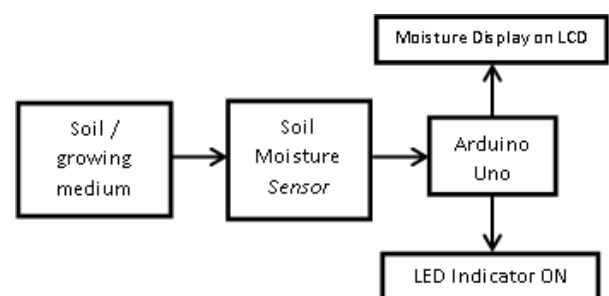 Moisture Display on LCD
Soil /
growing
medium
Soil
Moisture
Sensor
Arduino
Uno
LED Indicator ON